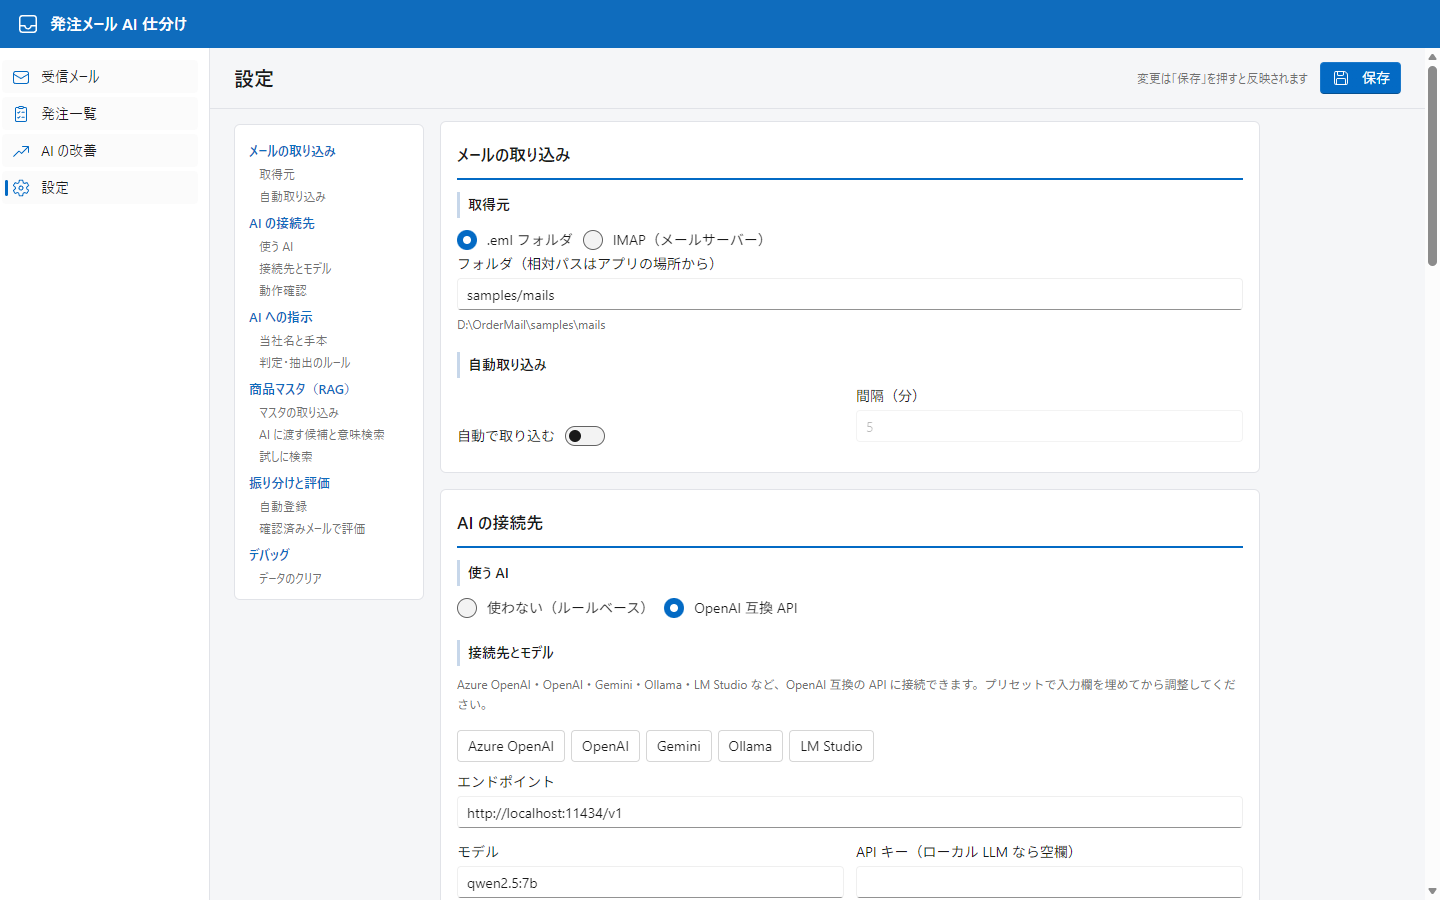 発注メール AI 仕分け
受信メール
発注一覧
AI の改善
設定
設定
変更は「保存」を押すと反映されます
保存
メールの取り込み
取得元
自動取り込み
AI の接続先
使う AI
接続先とモデル
動作確認
AI への指示
当社名と手本
判定・抽出のルール
商品マスタ（RAG）
マスタの取り込み
AI に渡す候補と意味検索
試しに検索
振り分けと評価
自動登録
確認済みメールで評価
デバッグ
データのクリア
メールの取り込み
取得元
.eml フォルダ
IMAP（メールサーバー）
フォルダ（相対パスはアプリの場所から）
samples/mails
D:\OrderMail\samples\mails
自動取り込み
間隔（分）
5
自動で取り込む
AI の接続先
使う AI
使わない（ルールベース）
OpenAI 互換 API
接続先とモデル
Azure OpenAI・OpenAI・Gemini・Ollama・LM Studio など、OpenAI 互換の API に接続できます。プリセットで入力欄を埋めてから調整してくだ
さい。
Azure OpenAI
OpenAI
Gemini
Ollama
LM Studio
エンドポイント
http://localhost:11434/v1
モデル
API キー（ローカル LLM なら空欄）
qwen2.5:7b